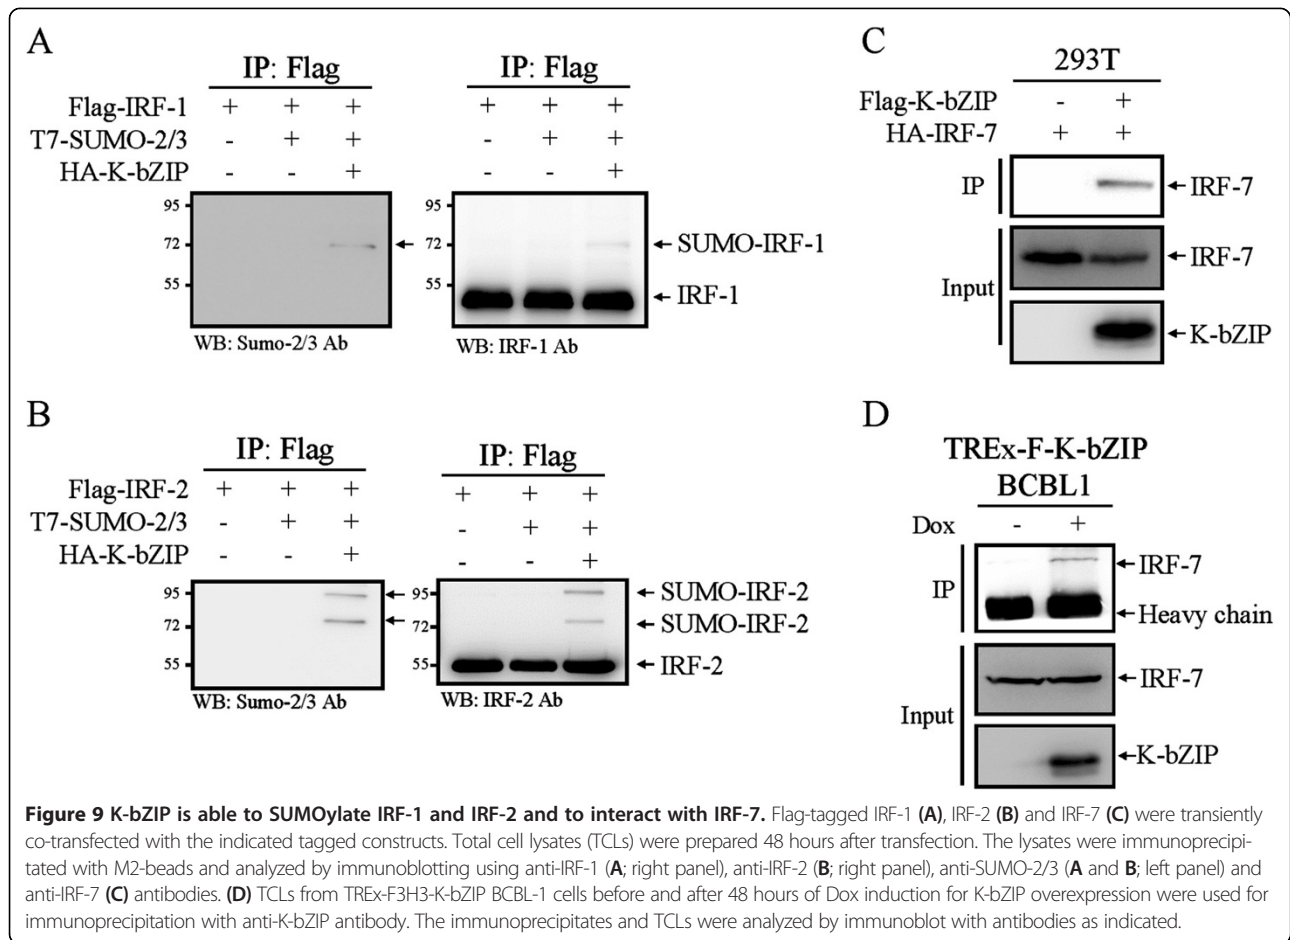 A
IP: Flag
IP: Flag
Flag-IRF-1 + + + + + +
T7-SUMO-2/3 - + + - + +
HA-K-bZIP - - + - - +
95
72
55
95
72
55
SUMO-IRF-1
IRF-1
WB: Sumo-2/3 Ab
WB: IRF-1 Ab
B
IP: Flag
IP: Flag
Flag-IRF-2 + + + + + +
T7-SUMO-2/3 - + + - + +
HA-K-bZIP - - + - - +
95
72
55
95
72
55
SUMO-IRF-2
SUMO-IRF-2
IRF-2
WB: Sumo-2/3 Ab
WB: IRF-2 Ab
C
293T
Flag-K-bZIP - +
HA-IRF-7 + +
IP
IRF-7
Input
IRF-7
K-bZIP
D
TREx-F-K-bZIP
BCBL1
Dox - +
IP
IRF-7
Heavy chain
Input
IRF-7
K-bZIP
Figure 9 K-bZIP is able to SUMOylate IRF-1 and IRF-2 and to interact with IRF-7. Flag-tagged IRF-1 (A), IRF-2 (B) and IRF-7 (C) were transiently
co-transfected with the indicated tagged constructs. Total cell lysates (TCLs) were prepared 48 hours after transfection. The lysates were immunoprecipi-
tated with M2-beads and analyzed by immunoblotting using anti-IRF-1 (A; right panel), anti-IRF-2 (B; right panel), anti-SUMO-2/3 (A and B; left panel) and
anti-IRF-7 (C) antibodies. (D) TCLs from TREx-F3H3-K-bZIP BCBL-1 cells before and after 48 hours of Dox induction for K-bZIP overexpression were used for
immunoprecipitation with anti-K-bZIP antibody. The immunoprecipitates and TCLs were analyzed by immunoblot with antibodies as indicated.